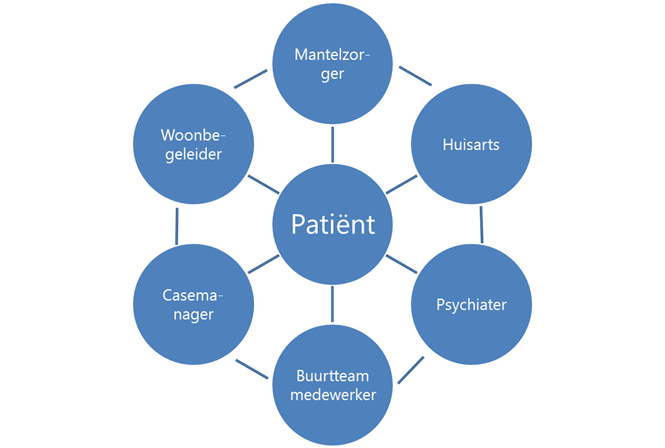 Mantelzor-
ger
Huisarts
Woonbe-
geleider
Patiënt
Psychiater
Casema-
nager
Buurtteam
medewerker